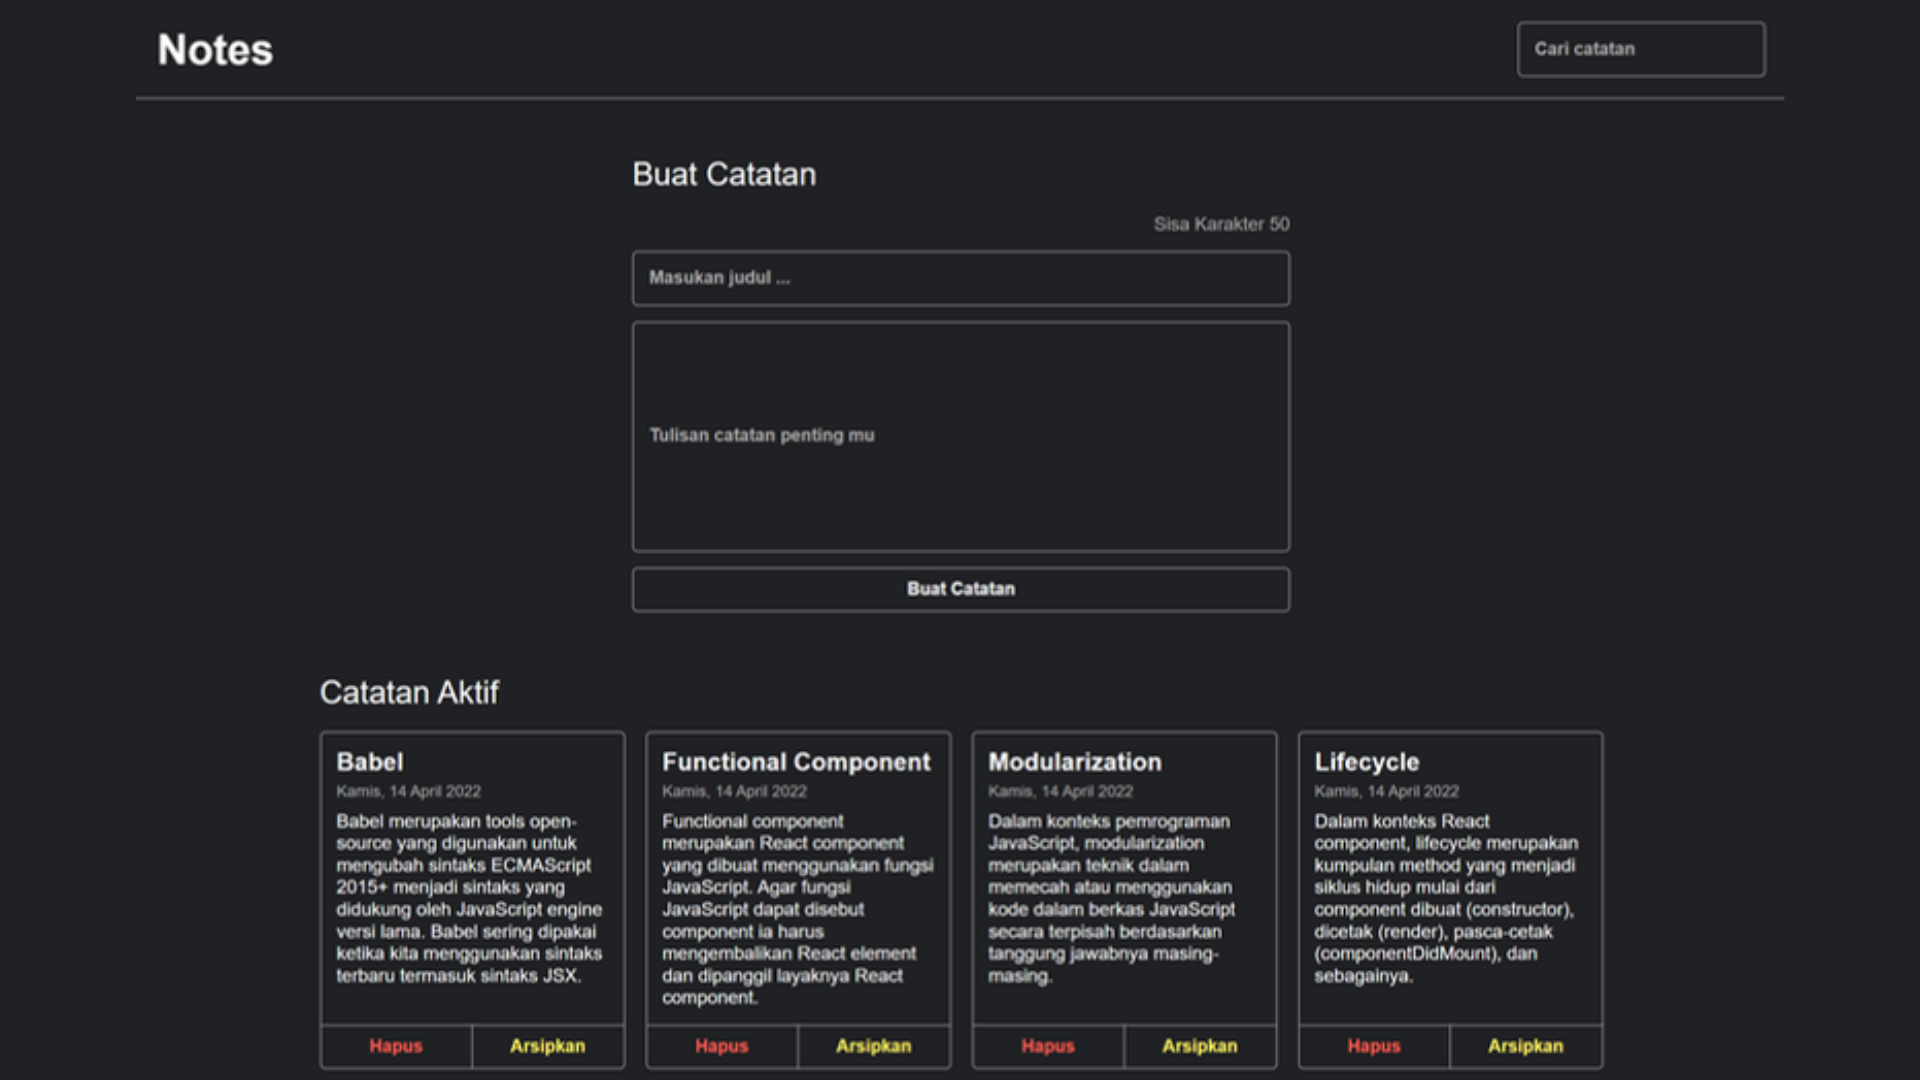 Notes
Cari catatan
Buat Catatan
Sisa Karakter 50
Masukan judul ...
Tulisan catatan penting mu
Buat Catatan
Catatan Aktif
Babel
Kamis, 14 April 2022
Babel merupakan tools open-
source yang digunakan untuk
mengubah sintaks ECMAScript
2015+ menjadi sintaks yang
didukung oleh JavaScript engine
versi lama. Babel sering dipakai
ketika kita menggunakan sintaks
terbaru termasuk sintaks JSX.
Hapus
Arsipkan
Functional Component
Kamis, 14 April 2022
Functional component
merupakan React component
yang dibuat menggunakan fungsi
JavaScript. Agar fungsi
JavaScript dapat disebut
component ia harus
mengembalikan React element
dan dipanggil layaknya React
component.
Hapus
Arsipkan
Modularization
Kamis, 14 April 2022
Dalam konteks pemrograman
JavaScript, modularization
merupakan teknik dalam
memecah atau menggunakan
kode dalam berkas JavaScript
secara terpisah berdasarkan
tanggung jawabnya masing-
masing.
Hapus
Arsipkan
Lifecycle
Kamis, 14 April 2022
Dalam konteks React
component, lifecycle merupakan
kumpulan method yang menjadi
siklus hidup mulai dari
component dibuat (constructor),
dicetak (render), pasca-cetak
(componentDidMount), dan
sebagainya.
Hapus
Arsipkan